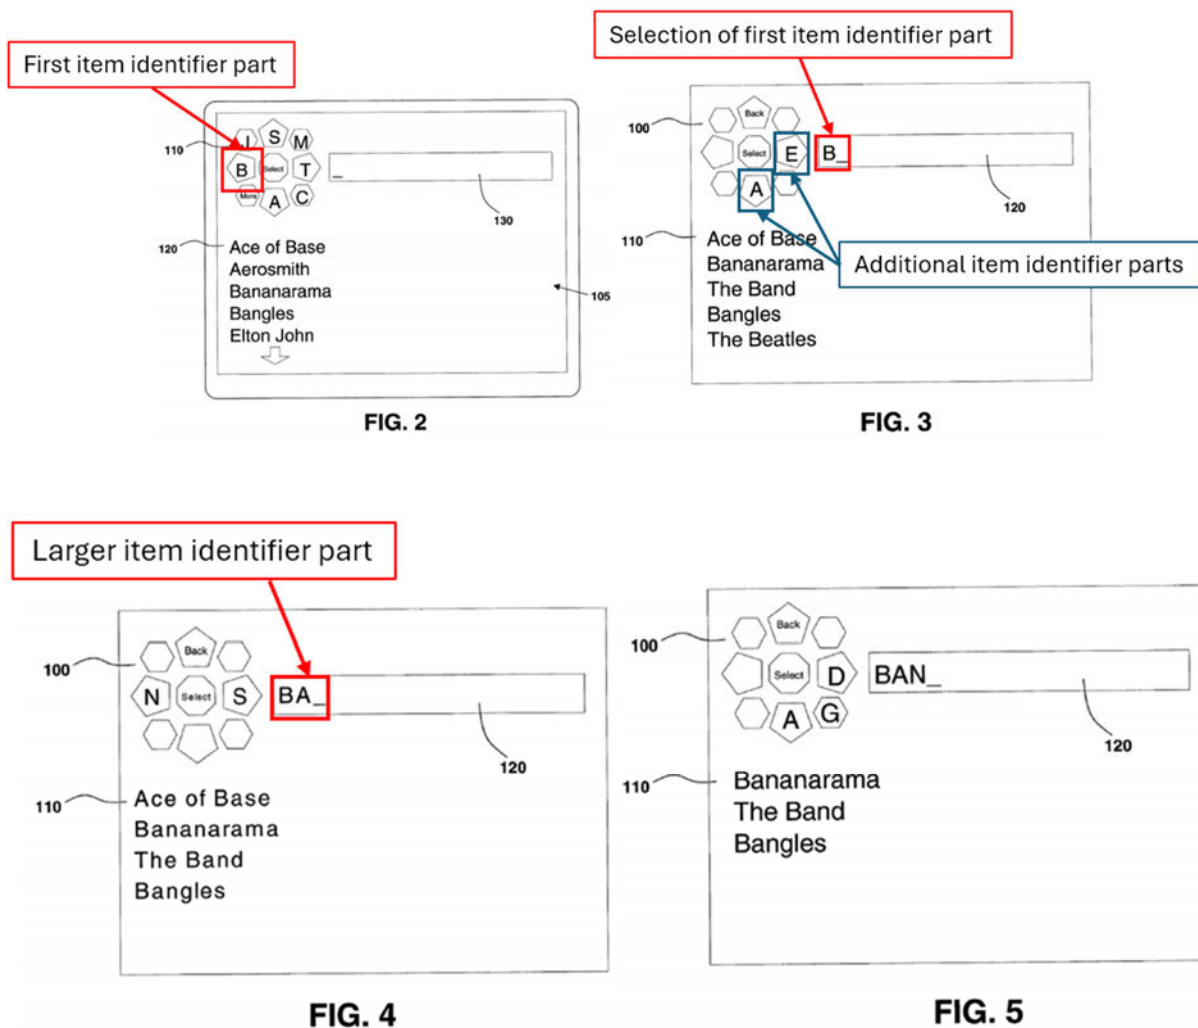 First item identifier part
110
J S M
B Select T
More A C
_
130
120
Ace of Base
Aerosmith
Bananarama
Bangles
Elton John
105
FIG. 2
Selection of first item identifier part
100
Back
Select E
A
B_
120
110
Ace of Base
Bananarama
The Band
Bangles
The Beatles
Additional item identifier parts
FIG. 3
Larger item identifier part
100
Back
N Select S
BA_
120
110
Ace of Base
Bananarama
The Band
Bangles
FIG. 4
100
Back
Select D
A G
BAN_
120
110
Bananarama
The Band
Bangles
FIG. 5